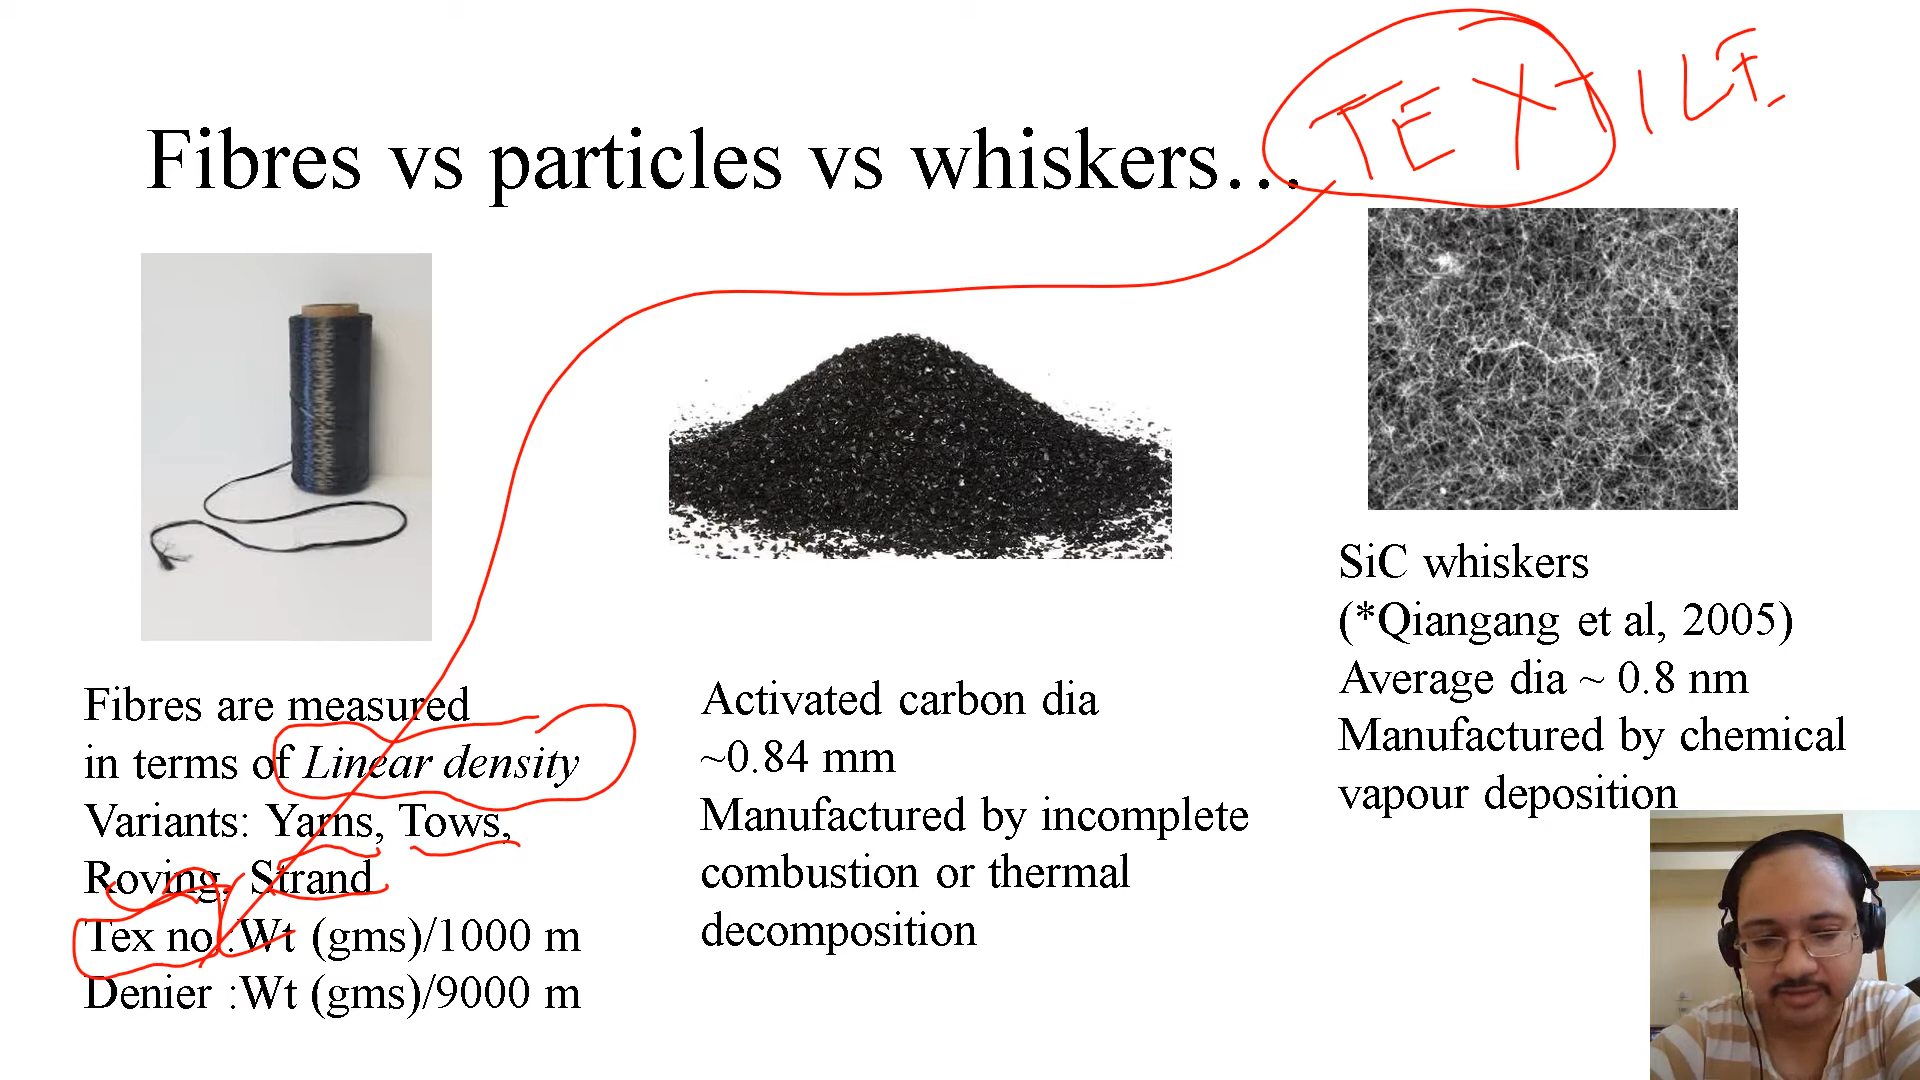 TEXTILE
Fibres vs particles vs whiskers…
Fibres are measured
in terms of Linear density
Variants: Yarns, Tows,
Roving, Strand
Tex no :Wt (gms)/1000 m
Denier :Wt (gms)/9000 m
Activated carbon dia
~0.84 mm
Manufactured by incomplete
combustion or thermal
decomposition
SiC whiskers
(*Qiangang et al, 2005)
Average dia ~ 0.8 nm
Manufactured by chemical
vapour deposition